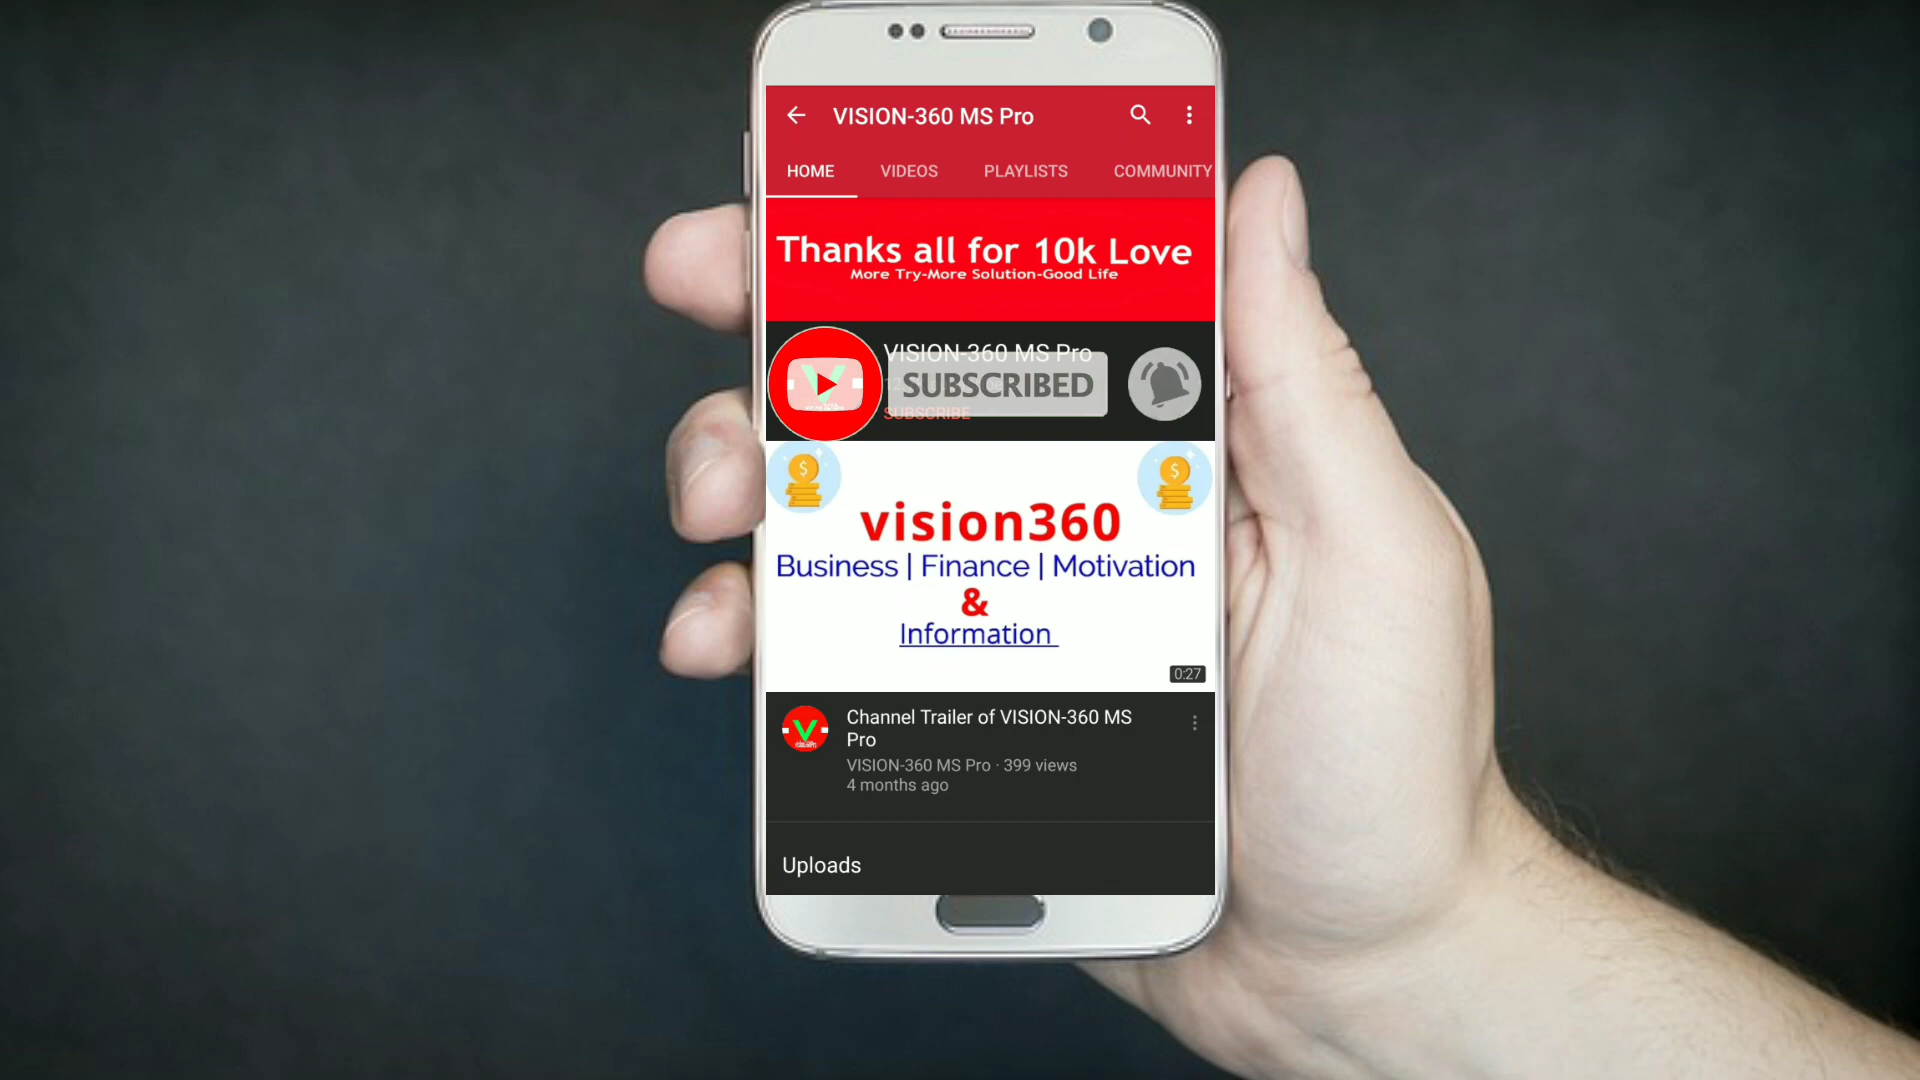 VISION-360 MS Pro
HOME VIDEOS PLAYLISTS COMMUNITY
Thanks all for 10k Love
More Try-More Solution-Good Life
VISION-360 MS Pro
SUBSCRIBED
SUBSCRIBE
vision360
Business | Finance | Motivation
&
Information
0:27
Channel Trailer of VISION-360 MS
Pro
VISION-360 MS Pro · 399 views
4 months ago
Uploads